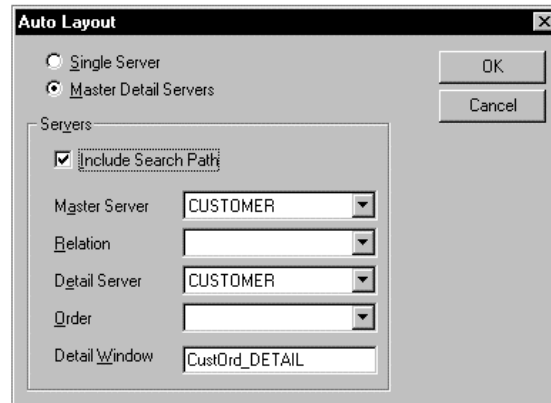 Auto Layout
Single Server
Master Detail Servers
OK
Cancel
Servers
Include Search Path
Master Server CUSTOMER
Relation
Detail Server CUSTOMER
Order
Detail Window CustOrd_DETAIL